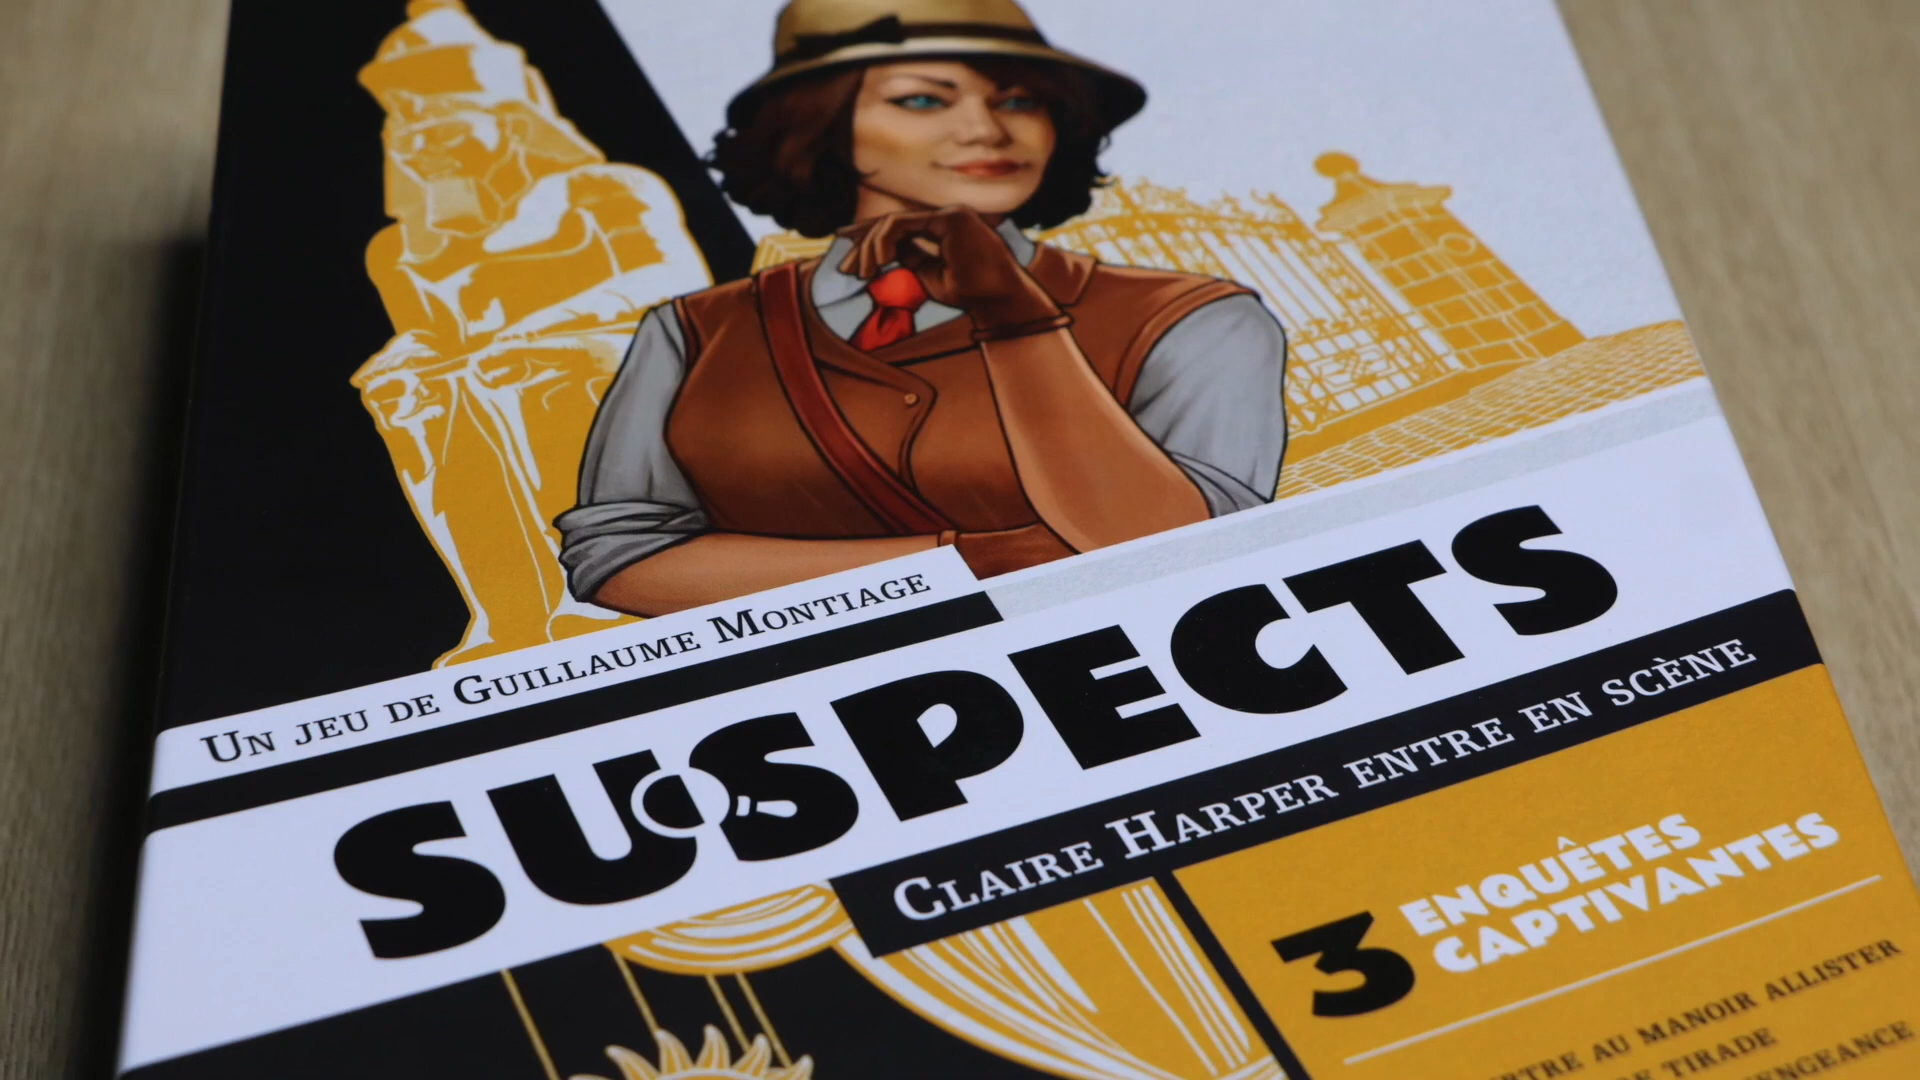 UN JEU DE GUILLAUME MONTIAGE
SUSPECTS
CLAIRE HARPER ENTRE EN SCÈNE
3 ENQUÊTES
CAPTIVANTES
AU MANOIR ALLISTER
TIRADE